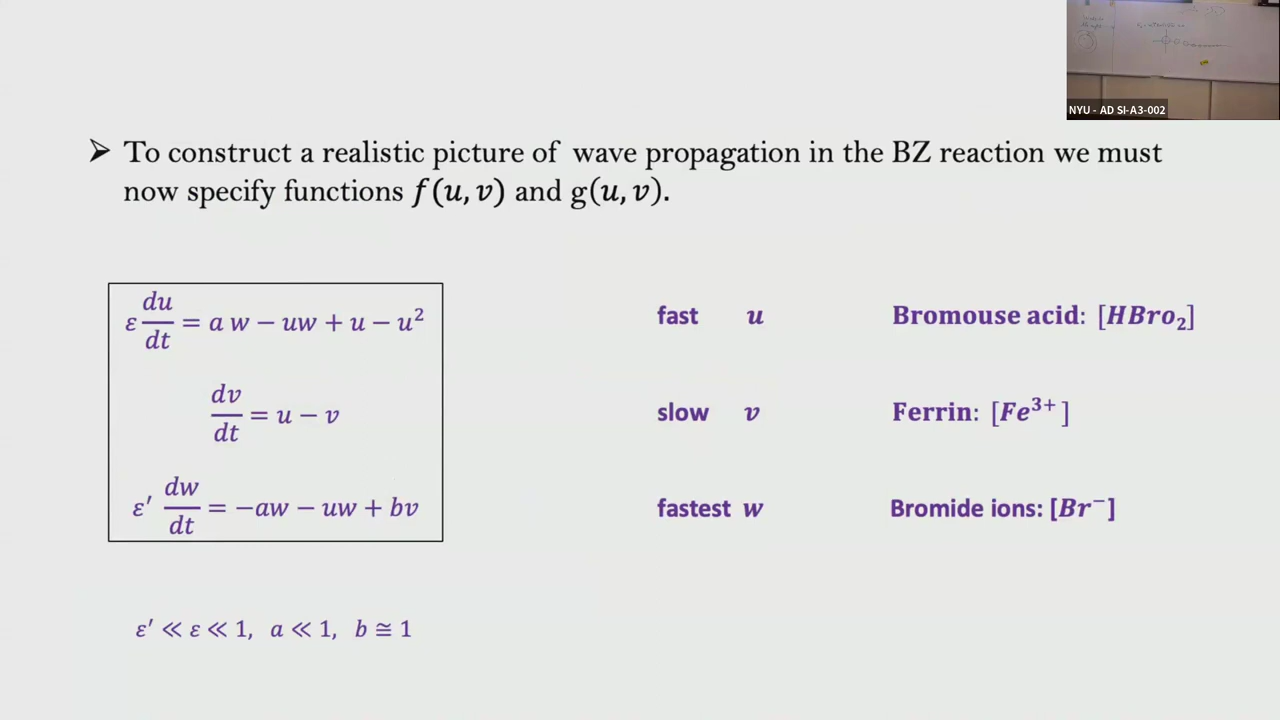 NYU - AD SI-A3-002
➢ To construct a realistic picture of wave propagation in the BZ reaction we must
now specify functions f(u, v) and g(u, v).
ε du/dt = a w − uw + u − u²
fast u Bromouse acid: [HBro₂]
dv/dt = u − v
slow v Ferrin: [Fe³⁺]
ε′ dw/dt = −aw − uw + bv
fastest w Bromide ions: [Br⁻]
ε′ ≪ ε ≪ 1, a ≪ 1, b ≅ 1